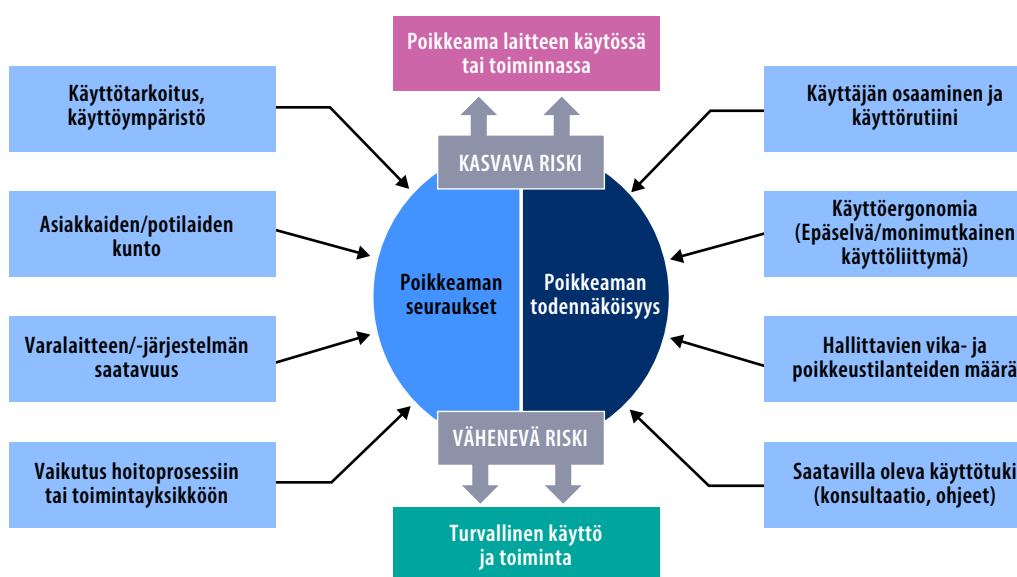 Poikkeama laitteen käytössä
tai toiminnassa
Käyttötarkoitus,
käyttöympäristö
Käyttäjän osaaminen ja
käyttörutiini
KASVAVA RISKI
Asiakkaiden/potilaiden
kunto
Käyttöergonomia
(Epäselvä/monimutkainen
käyttöliittymä)
Poikkeaman
seuraukset
Poikkeaman
todennäköisyys
Varalaitteen/-järjestelmän
saatavuus
Hallittavien vika- ja
poikkeustilanteiden määrä
VÄHENEVÄ RISKI
Vaikutus hoitoprosessiin
tai toimintayksikköön
Saatavilla oleva käyttötuki
(konsultaatio, ohjeet)
Turvallinen käyttö
ja toiminta